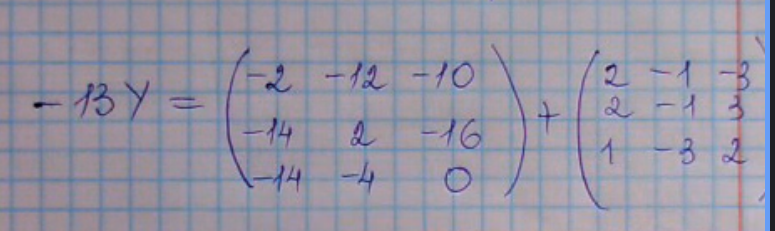 -13Y = (-2 -12 -10) + (2 -1 -3)
(-14 2 -16) (2 -1 3)
(-14 -4 0) (1 -3 2)